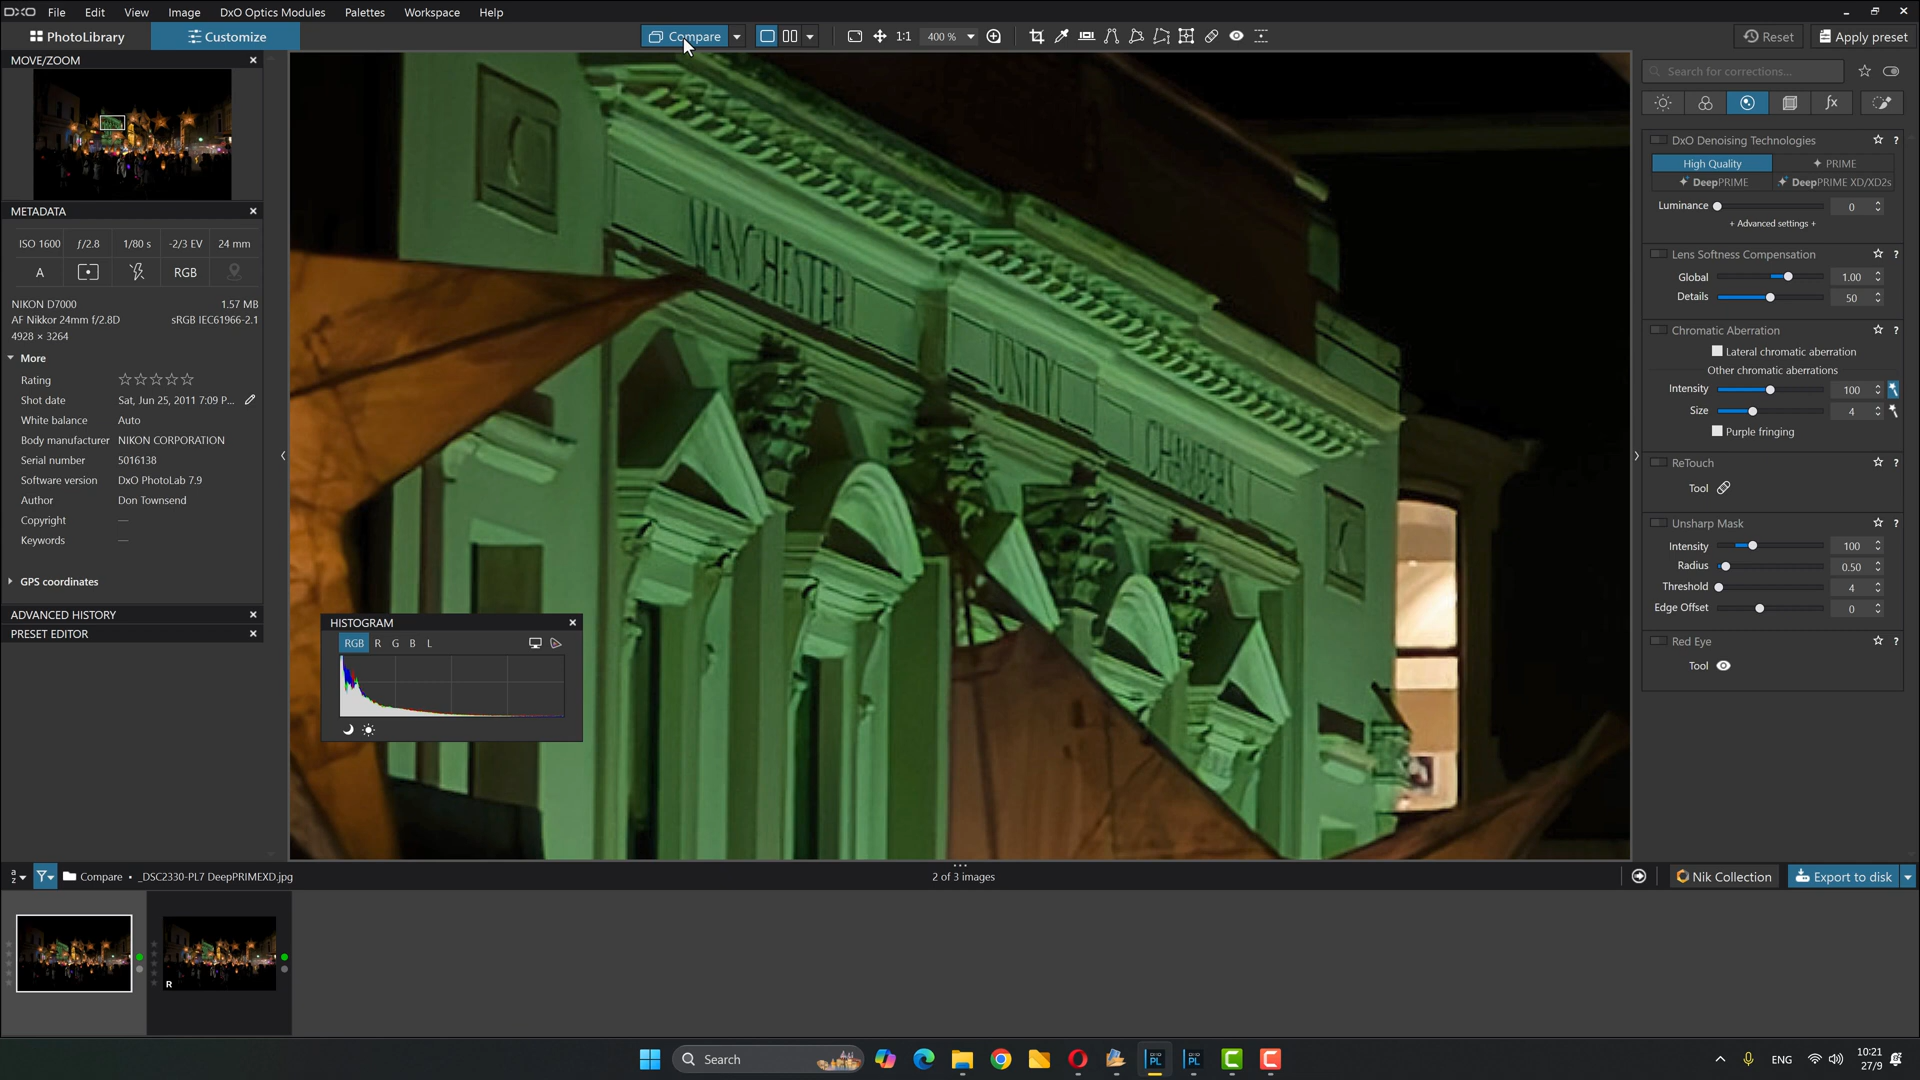 DXO File Edit View Image DxO Optics Modules Palettes Workspace Help
PhotoLibrary Customize Compare 1:1 400 % Reset Apply preset
MOVE/ZOOM
METADATA
ISO 1600 ƒ/2.8 1/80 s -2/3 EV 24 mm
A RGB
NIKON D7000 1.57 MB
AF Nikkor 24mm f/2.8D sRGB IEC61966-2.1
4928 × 3264
More
Rating
Shot date Sat, Jun 25, 2011 7:09 P...
White balance Auto
Body manufacturer NIKON CORPORATION
Serial number 5016138
Software version DxO PhotoLab 7.9
Author Don Townsend
Copyright —
Keywords —
GPS coordinates
ADVANCED HISTORY
PRESET EDITOR
MANCHESTER
UNITY
CHAMBERS
HISTOGRAM
RGB R G B L
Search for corrections...
fx
DxO Denoising Technologies ?
High Quality PRIME
DeepPRIME DeepPRIME XD/XD2s
Luminance 0
+ Advanced settings +
Lens Softness Compensation ?
Global 1.00
Details 50
Chromatic Aberration ?
Lateral chromatic aberration
Other chromatic aberrations
Intensity 100
Size 4
Purple fringing
ReTouch ?
Tool
Unsharp Mask ?
Intensity 100
Radius 0.50
Threshold 4
Edge Offset 0
Red Eye ?
Tool
a z Compare • _DSC2330-PL7 DeepPRIMEXD.jpg 2 of 3 images Nik Collection Export to disk
R
Search DXO PL DXO PL C C ENG 10:21
27/9